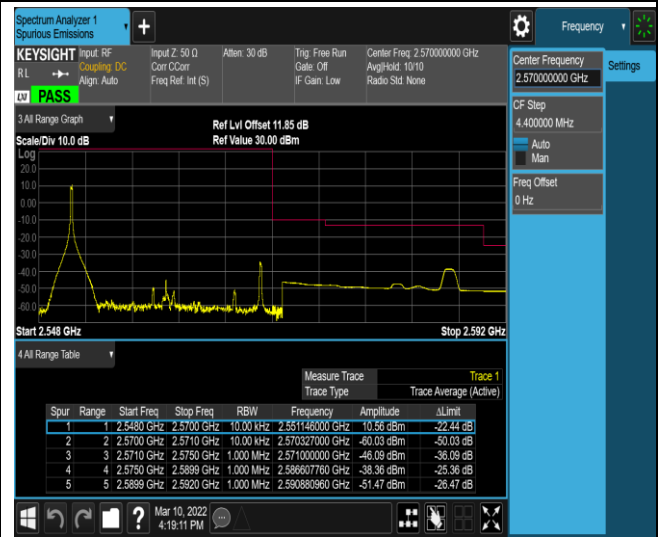 Spectrum Analyzer 1
Spurious Emissions
+
Frequency
KEYSIGHT Input: RF Input Z: 50 Ω Atten: 30 dB Trig: Free Run Center Freq: 2.570000000 GHz
RL Coupling: DC Corr CCorr Gate: Off Avg|Hold: 10/10
Align: Auto Freq Ref: Int (S) IF Gain: Low Radio Std: None
LXI PASS
Center Frequency
2.570000000 GHz
Settings
CF Step
4.400000 MHz
Auto
Man
Freq Offset
0 Hz
3 All Range Graph
Ref Lvl Offset 11.85 dB
Scale/Div 10.0 dB Ref Value 30.00 dBm
Log
20.0
10.0
0.00
-10.0
-20.0
-30.0
-40.0
-50.0
-60.0
Start 2.548 GHz Stop 2.592 GHz
4 All Range Table
Measure Trace Trace 1
Trace Type Trace Average (Active)
Spur Range Start Freq Stop Freq RBW Frequency Amplitude ΔLimit
1 1 2.5480 GHz 2.5700 GHz 10.00 kHz 2.551146000 GHz 10.56 dBm -22.44 dB
2 2 2.5700 GHz 2.5710 GHz 10.00 kHz 2.570327000 GHz -60.03 dBm -50.03 dB
3 3 2.5710 GHz 2.5750 GHz 1.000 MHz 2.571000000 GHz -46.09 dBm -36.09 dB
4 4 2.5750 GHz 2.5899 GHz 1.000 MHz 2.586607760 GHz -38.36 dBm -25.36 dB
5 5 2.5899 GHz 2.5920 GHz 1.000 MHz 2.590880960 GHz -51.47 dBm -26.47 dB
?
Mar 10, 2022
4:19:11 PM